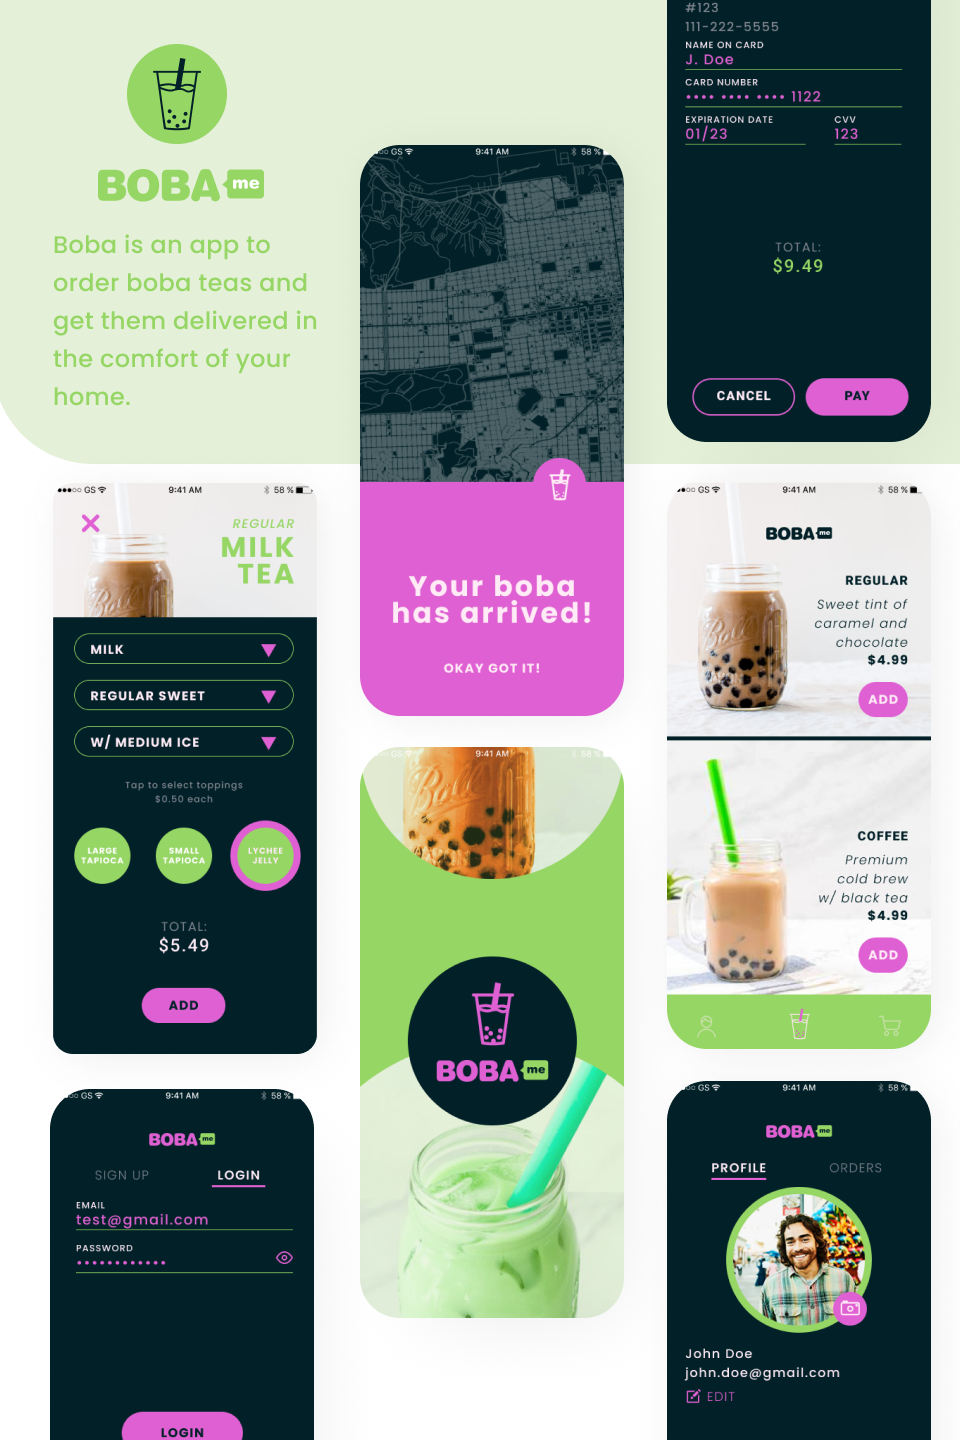 BOBA me
Boba is an app to
order boba teas and
get them delivered in
the comfort of your
home.
#123
111-222-5555
NAME ON CARD
J. Doe
CARD NUMBER
•••• •••• •••• 1122
EXPIRATION DATE CVV
01/23 123
TOTAL:
$9.49
CANCEL PAY
GS 9:41 AM 58 %
Your boba
has arrived!
OKAY GOT IT!
GS 9:41 AM 58 %
REGULAR
MILK
TEA
MILK
REGULAR SWEET
W/ MEDIUM ICE
Tap to select toppings
$0.50 each
LARGE
TAPIOCA
SMALL
TAPIOCA
LYCHEE
JELLY
TOTAL:
$5.49
ADD
GS 9:41 AM 58 %
BOBA me
REGULAR
Sweet tint of
caramel and
chocolate
$4.99
ADD
COFFEE
Premium
cold brew
w/ black tea
$4.99
ADD
GS 9:41 AM 58 %
BOBA me
GS 9:41 AM 58 %
BOBA me
SIGN UP LOGIN
EMAIL
test@gmail.com
PASSWORD
••••••••••••
LOGIN
GS 9:41 AM 58 %
BOBA me
PROFILE ORDERS
John Doe
john.doe@gmail.com
EDIT